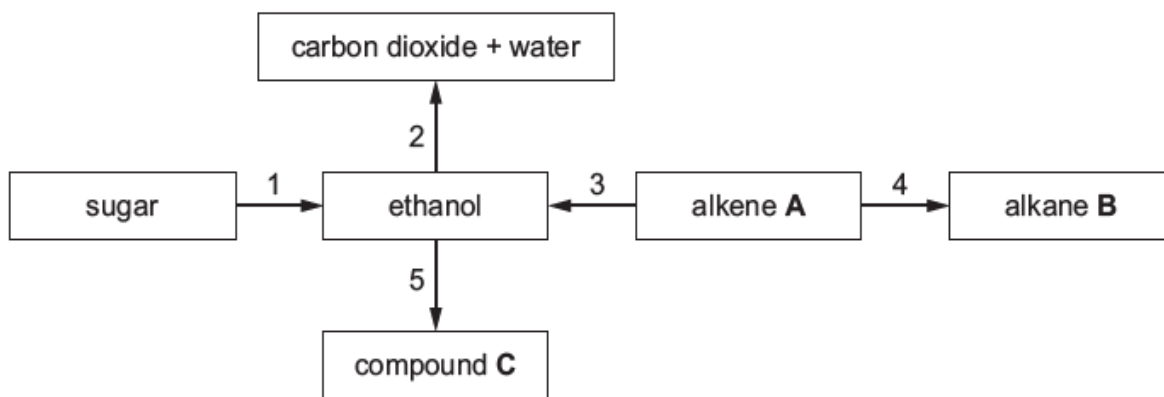 carbon dioxide + water
2
sugar 1 ethanol 3 alkene A 4 alkane B
5
compound C